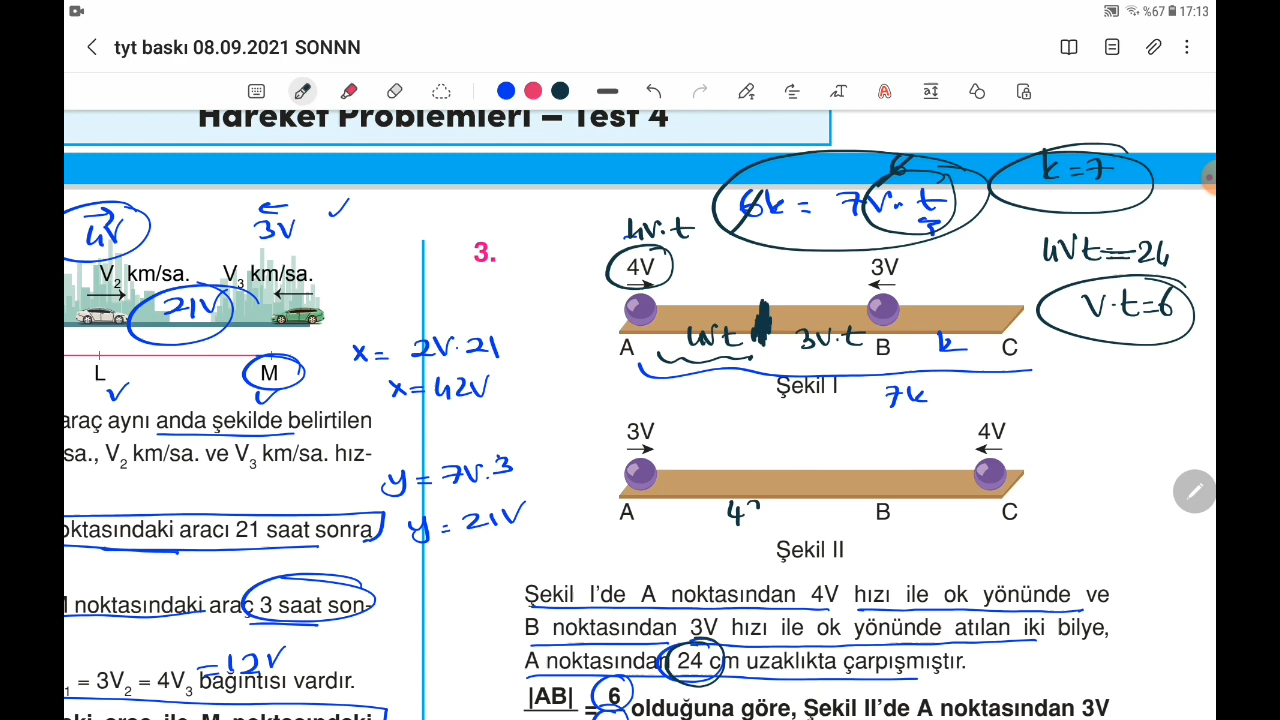 %67 17:13
tyt baskı 08.09.2021 SONNN
Hareket Problemleri – Test 4
4V
3V
V2 km/sa. V3 km/sa.
21V
L M
x = 2V.21
x = 42V
araç aynı anda şekilde belirtilen
sa., V2 km/sa. ve V3 km/sa. hız-
y = 7V.3
y = 21V
oktasındaki aracı 21 saat sonra
noktasındaki araç 3 saat son-
= 12V
1 = 3V2 = 4V3 bağıntısı vardır.
3.
6k = 7V.t
6
k = 7
4V.t
4Vt = 24
V.t = 6
4V 3V
4Vt 3V.t k
A B C
7k
Şekil I
3V 4V
A B C
Şekil II
Şekil I’de A noktasından 4V hızı ile ok yönünde ve
B noktasından 3V hızı ile ok yönünde atılan iki bilye,
A noktasından 24 cm uzaklıkta çarpışmıştır.
|AB| = 6 olduğuna göre, Şekil II’de A noktasından 3V